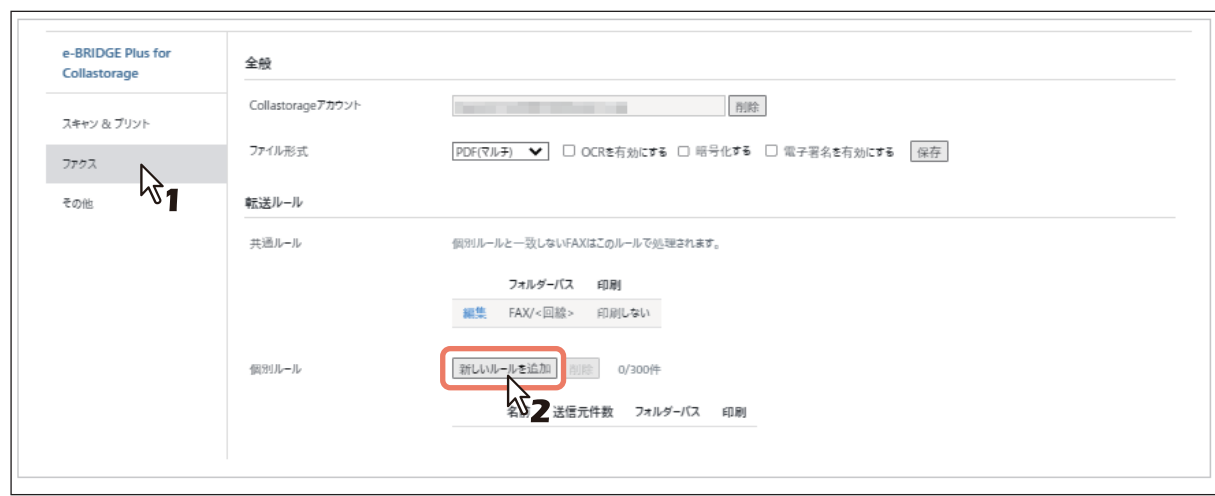 e-BRIDGE Plus for
Collastorage
スキャン & プリント
ファクス
1
その他
全般
Collastorageアカウント
削除
ファイル形式
PDF(マルチ)
OCRを有効にする
暗号化する
電子署名を有効にする
保存
転送ルール
共通ルール
個別ルールと一致しないFAXはこのルールで処理されます。
フォルダーパス 印刷
編集 FAX/<回線> 印刷しない
個別ルール
新しいルールを追加 削除 0/300件
2
名前 送信元件数 フォルダーパス 印刷